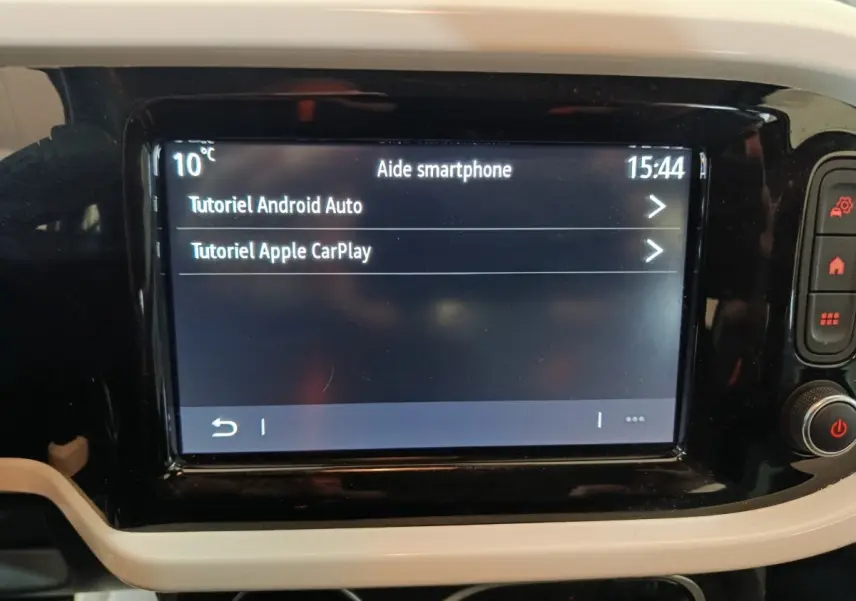 10°C Aide smartphone 15:44
Tutoriel Android Auto
Tutoriel Apple CarPlay